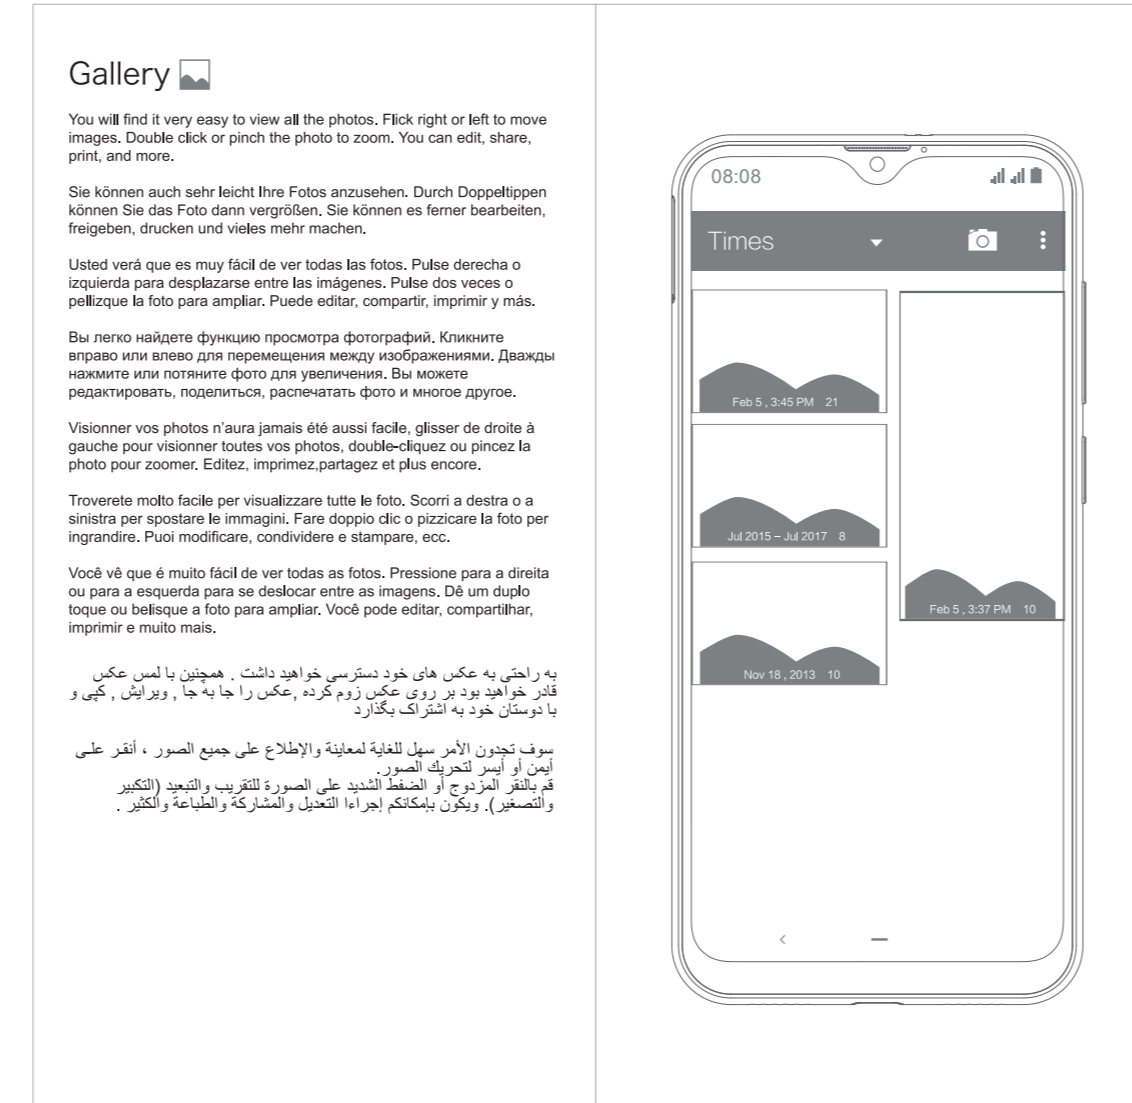 Gallery
You will find it very easy to view all the photos. Flick right or left to move
images. Double click or pinch the photo to zoom. You can edit, share,
print, and more.
Sie können auch sehr leicht Ihre Fotos anzusehen. Durch Doppeltippen
können Sie das Foto dann vergrößen. Sie können es ferner bearbeiten,
freigeben, drucken und vieles mehr machen.
Usted verá que es muy fácil de ver todas las fotos. Pulse derecha o
izquierda para desplazarse entre las imágenes. Pulse dos veces o
pellizque la foto para ampliar. Puede editar, compartir, imprimir y más.
Вы легко найдете функцию просмотра фотографий. Кликните
вправо или влево для перемещения между изображениями. Дважды
нажмите или потяните фото для увеличения. Вы можете
редактировать, поделиться, распечатать фото и многое другое.
Visionner vos photos n’aura jamais été aussi facile, glisser de droite à
gauche pour visionner toutes vos photos, double-cliquez ou pincez la
photo pour zoomer. Editez, imprimez,partagez et plus encore.
Troverete molto facile per visualizzare tutte le foto. Scorri a destra o a
sinistra per spostare le immagini. Fare doppio clic o pizzicare la foto per
ingrandire. Puoi modificare, condividere e stampare, ecc.
Você vê que é muito fácil de ver todas as fotos. Pressione para a direita
ou para a esquerda para se deslocar entre as imagens. Dê um duplo
toque ou belisque a foto para ampliar. Você pode editar, compartilhar,
imprimir e muito mais.
به راحتی به عکس های خود دسترسی خواهید داشت . همچنین با لمس عکس
قادر خواهید بود بر روی عکس زوم کرده ,عکس را جا به جا , ویرایش , کپی و
با دوستان خود به اشتراک بگذارد
سوف تجدون الأمر سهل للغاية لمعاينة والإطلاع على جميع الصور ، أنقـر علـى
أيمن أو أيسر لتحريك الصور.
قم بالنقر المزدوج أو الضغط الشديد على الصورة للتقريب والتبعيد (التكبير
والتصغير). ويكون بإمكانكم إجراءا التعديل والمشاركة والطباعة والكثير .
08:08
Times
Feb 5 , 3:45 PM 21
Jul 2015 – Jul 2017 8
Feb 5 , 3:37 PM 10
Nov 18 , 2013 10